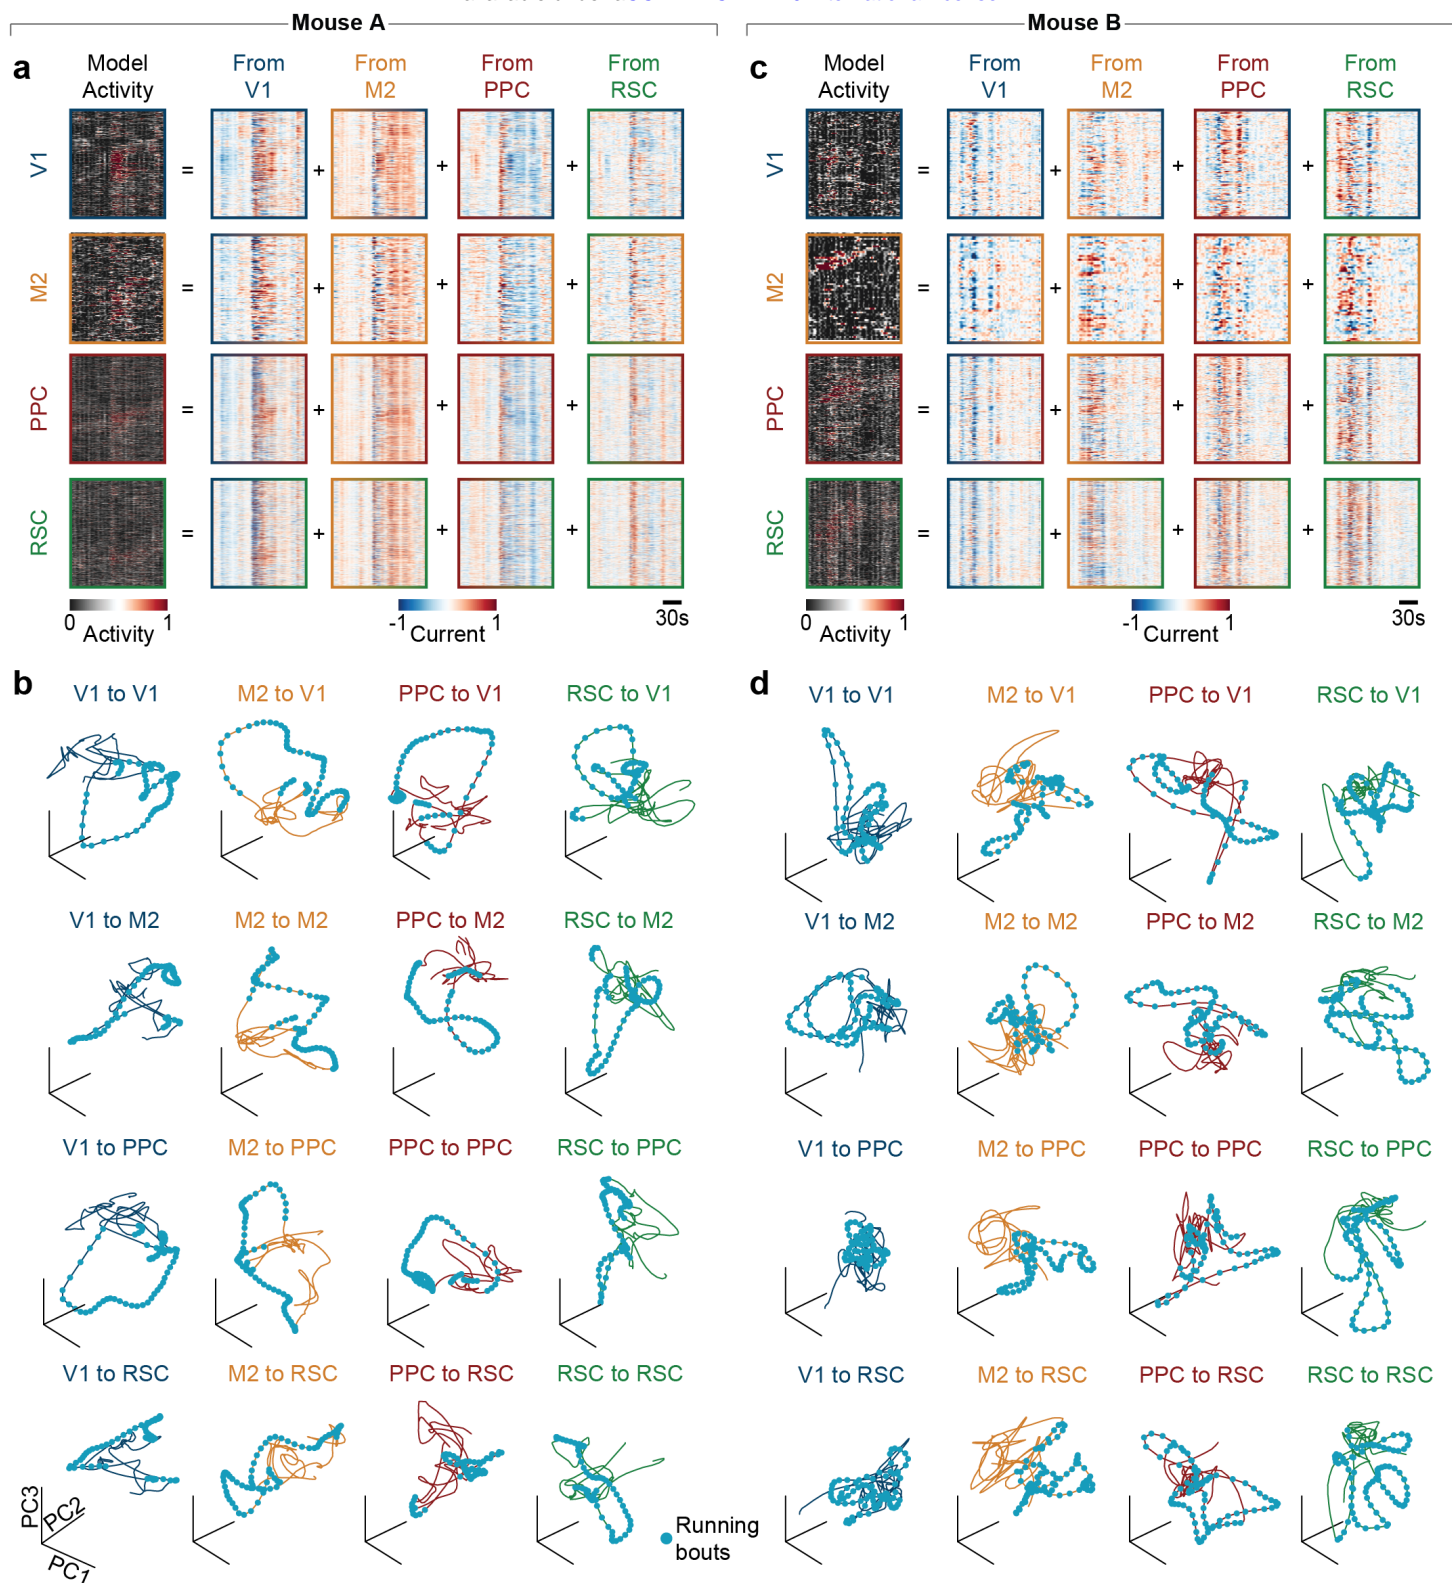 Mouse A
Mouse B
a
Model Activity
From V1
From M2
From PPC
From RSC
V1
=
+
+
+
M2
=
+
+
+
PPC
=
+
+
+
RSC
=
+
+
+
0
Activity
1
-1
Current
1
30s
c
Model Activity
From V1
From M2
From PPC
From RSC
V1
=
+
+
+
M2
=
+
+
+
PPC
=
+
+
+
RSC
=
+
+
+
0
Activity
1
-1
Current
1
30s
b
V1 to V1
M2 to V1
PPC to V1
RSC to V1
V1 to M2
M2 to M2
PPC to M2
RSC to M2
V1 to PPC
M2 to PPC
PPC to PPC
RSC to PPC
V1 to RSC
M2 to RSC
PPC to RSC
RSC to RSC
PC3
PC2
PC1
Running
bouts
d
V1 to V1
M2 to V1
PPC to V1
RSC to V1
V1 to M2
M2 to M2
PPC to M2
RSC to M2
V1 to PPC
M2 to PPC
PPC to PPC
RSC to PPC
V1 to RSC
M2 to RSC
PPC to RSC
RSC to RSC